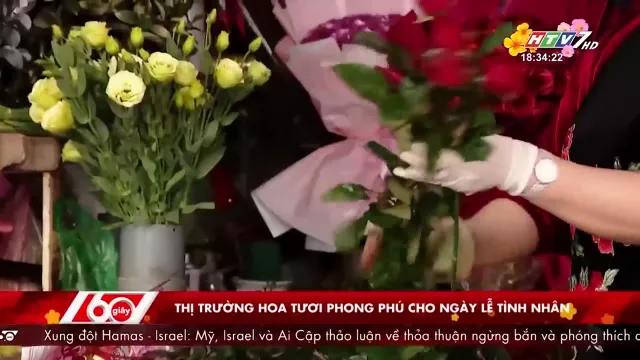 HTV7 HD
18:34:22
60 giây
THỊ TRƯỜNG HOA TƯƠI PHONG PHÚ CHO NGÀY LỄ TÌNH NHÂN
Xung đột Hamas - Israel: Mỹ, Israel và Ai Cập thảo luận về thỏa thuận ngừng bắn và phóng thích